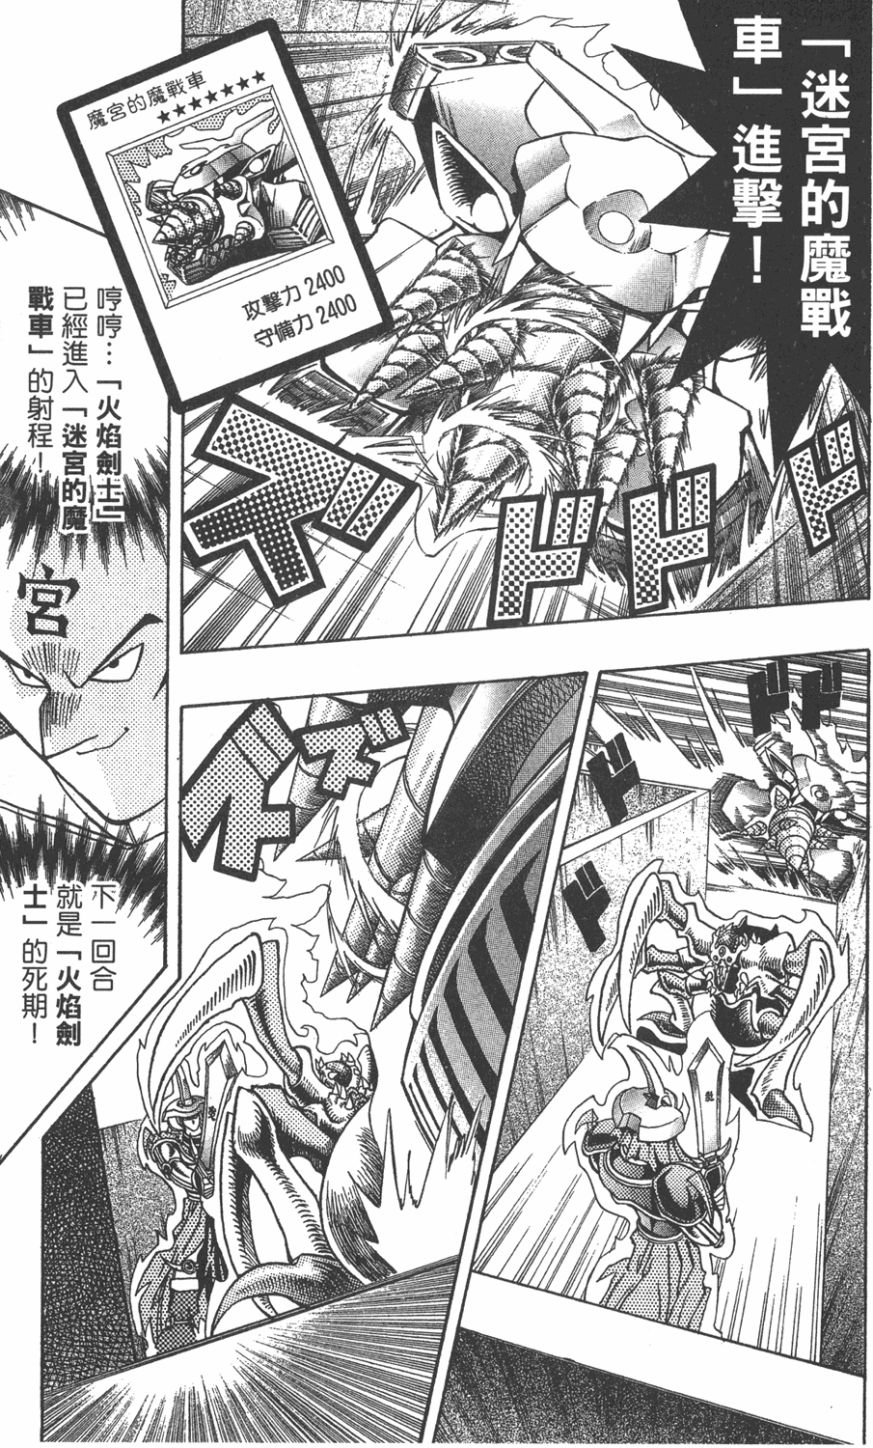 「迷宮的魔戰
車」進擊！
魔宮的魔戰車
★★★★★★★
攻擊力 2400
守備力 2400
ドドドド
ズ
哼哼…「火焰劍士」
已經進入「迷宮的魔
戰車」的射程！
宮
ドド
ドド
ズズ
下一回合
就是「火焰劍
士」的死期！